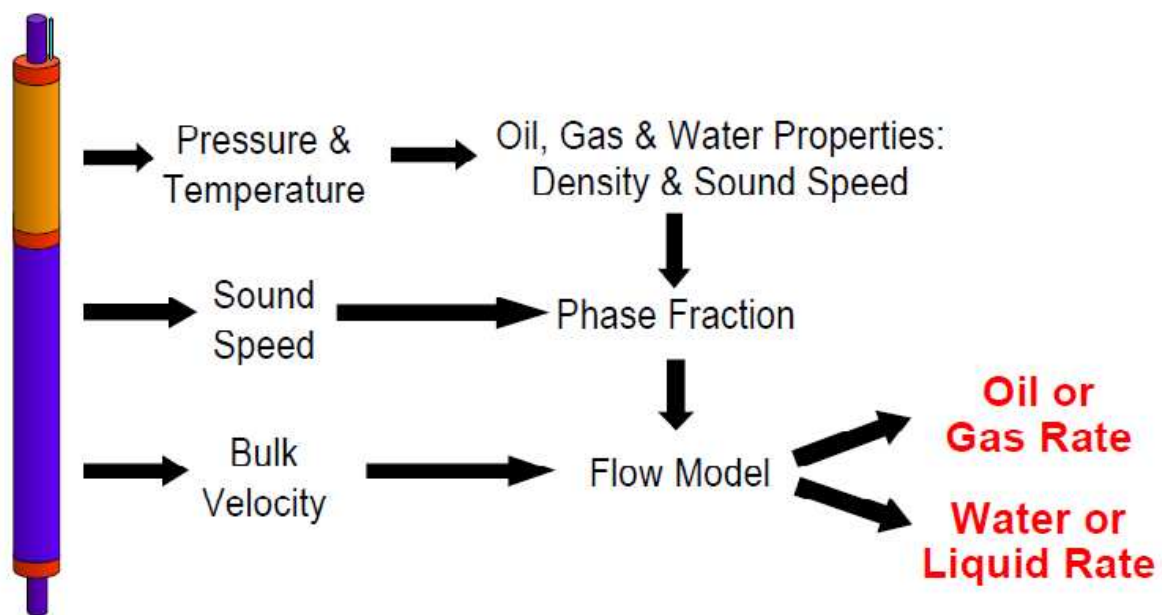 Pressure &
Temperature
Oil, Gas & Water Properties:
Density & Sound Speed
Sound
Speed
Phase Fraction
Bulk
Velocity
Flow Model
Oil or
Gas Rate
Water or
Liquid Rate